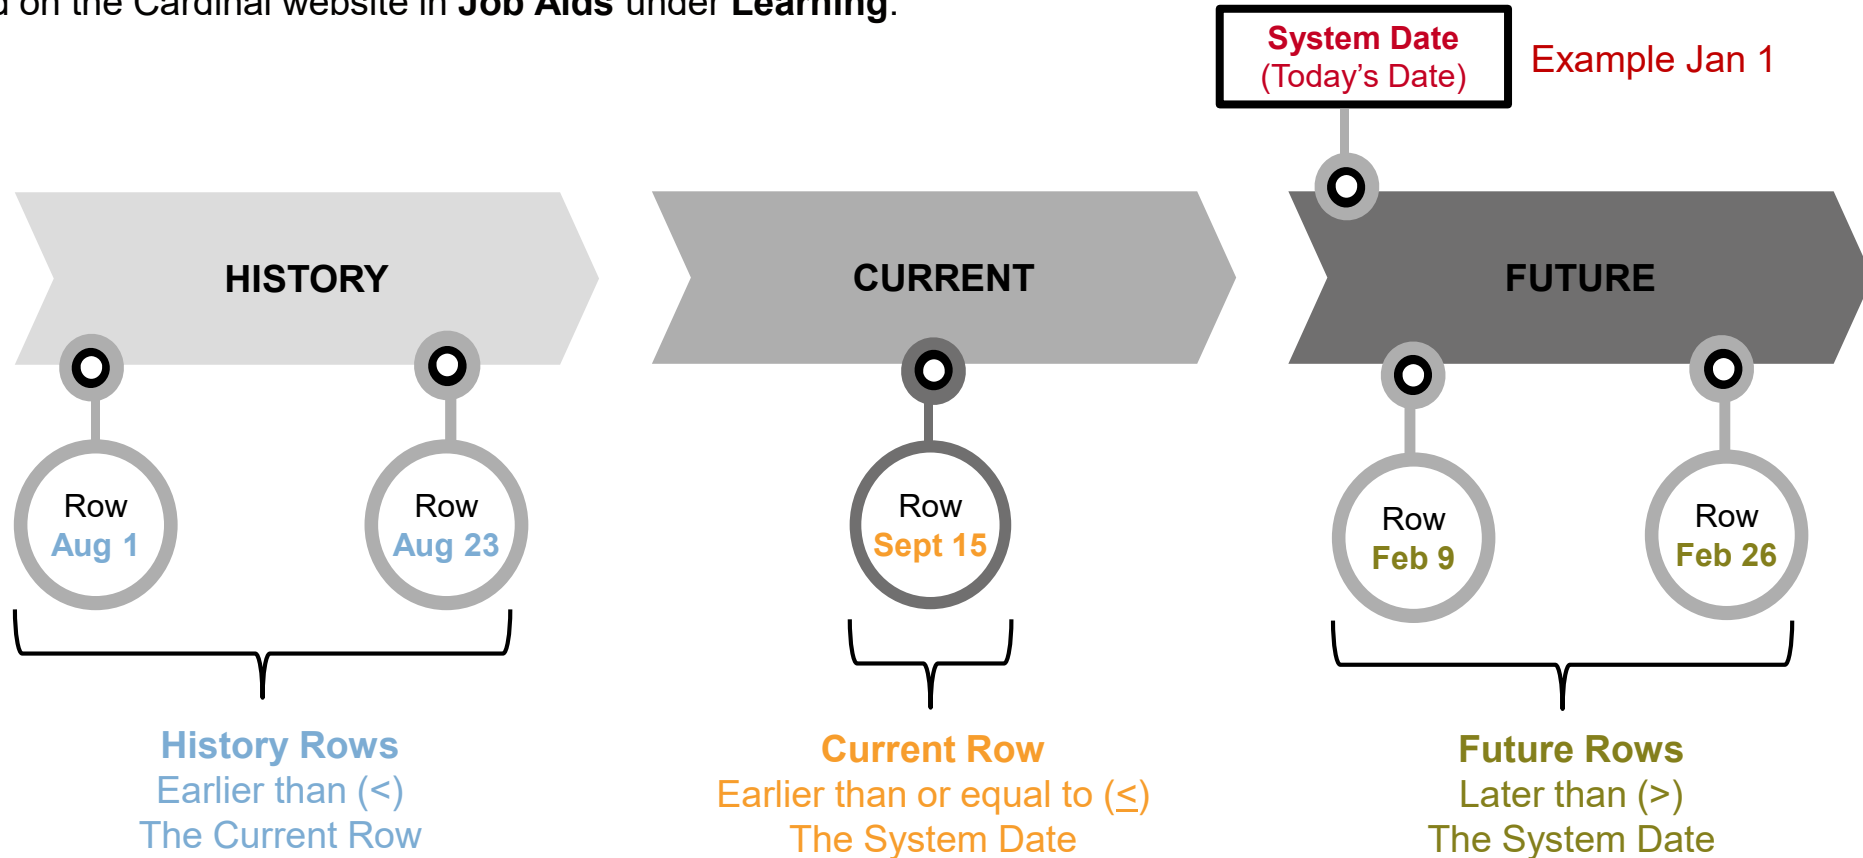 on the Cardinal website in Job Aids under Learning.
System Date
(Today's Date)
Example Jan 1
HISTORY
CURRENT
FUTURE
Row
Aug 1
Row
Aug 23
Row
Sept 15
Row
Feb 9
Row
Feb 26
History Rows
Earlier than (<)
The Current Row
Current Row
Earlier than or equal to (≤)
The System Date
Future Rows
Later than (>)
The System Date